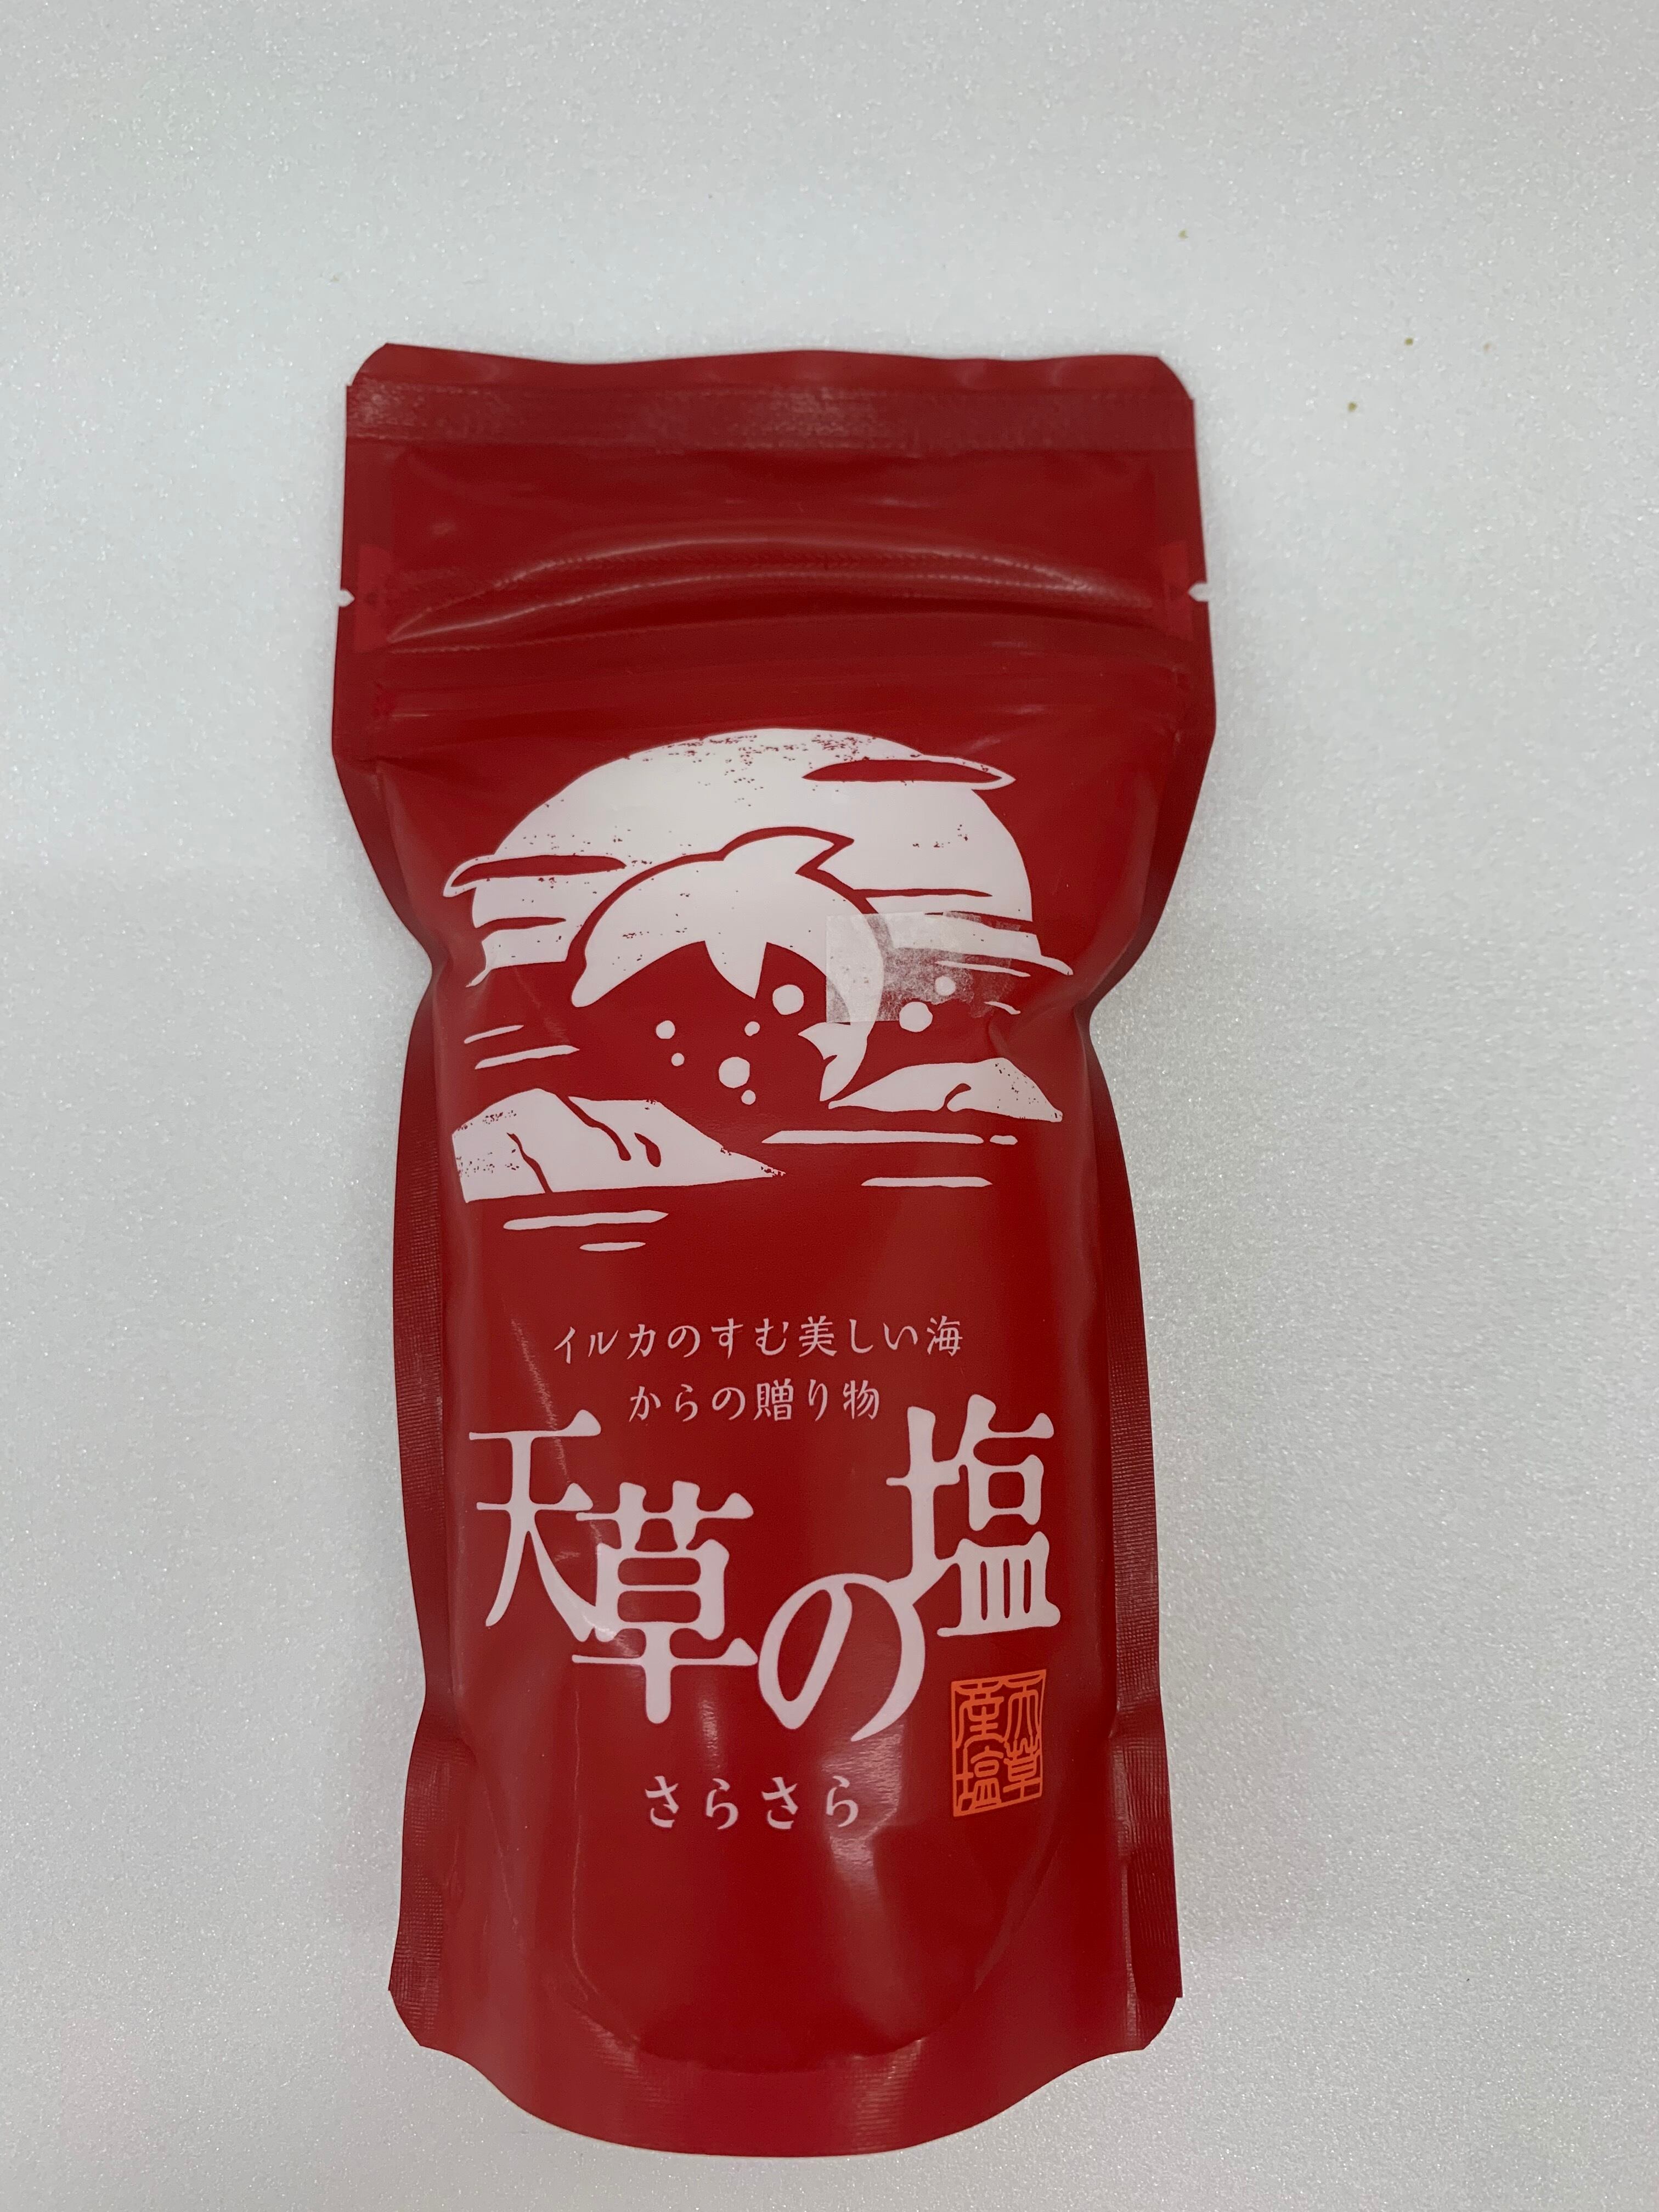 イルカのすむ美しい海
からの贈り物
天草の塩
さらさら
天草
産塩